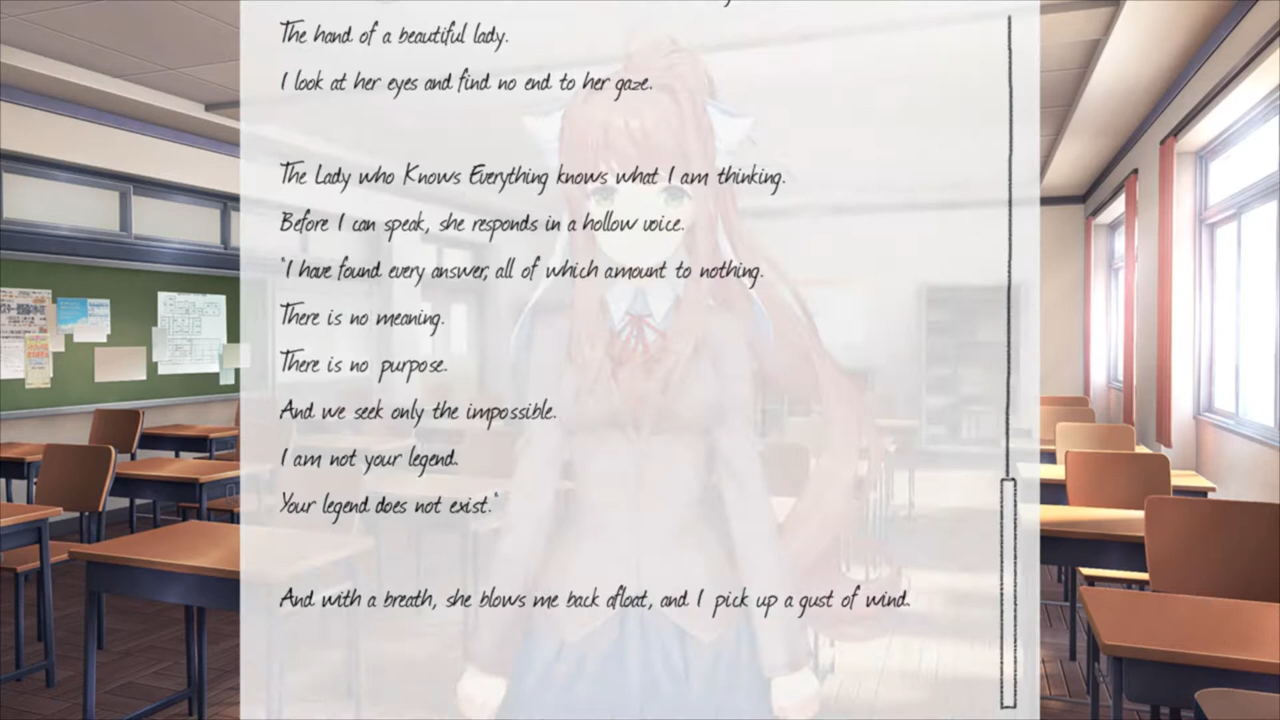 The hand of a beautiful lady.
I look at her eyes and find no end to her gaze.
The Lady who Knows Everything knows what I am thinking.
Before I can speak, she responds in a hollow voice.
"I have found every answer, all of which amount to nothing.
There is no meaning.
There is no purpose.
And we seek only the impossible.
I am not your legend.
Your legend does not exist."
And with a breath, she blows me back afloat, and I pick up a gust of wind.